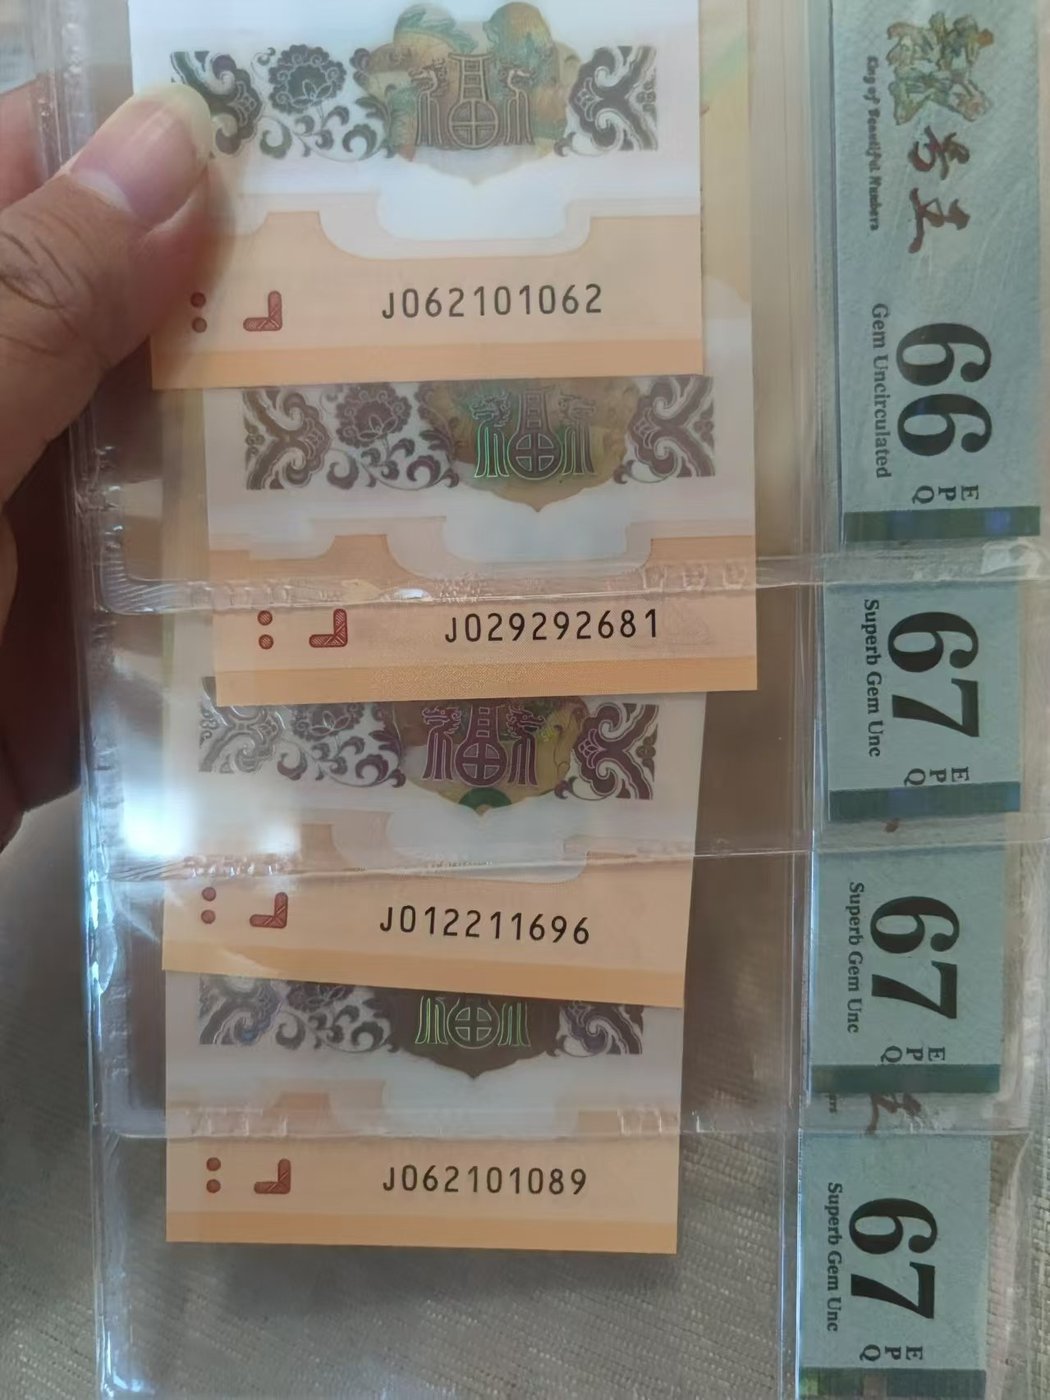 J062101062
King of Beautiful Numbers
66
Gem Uncirculated
EPQ
J029292681
67
Superb Gem Unc
EPQ
J012211696
67
Superb Gem Unc
EPQ
J062101089
67
Superb Gem Unc
EPQ